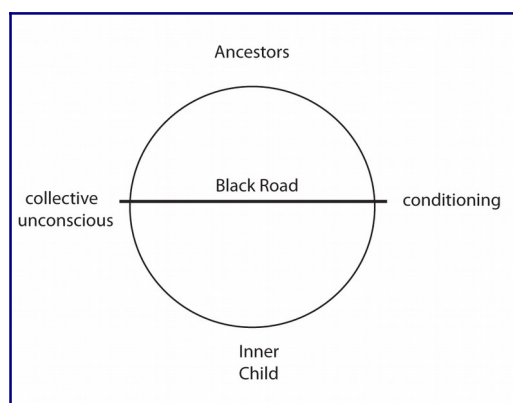 Ancestors
Black Road
collective
unconscious
conditioning
Inner
Child